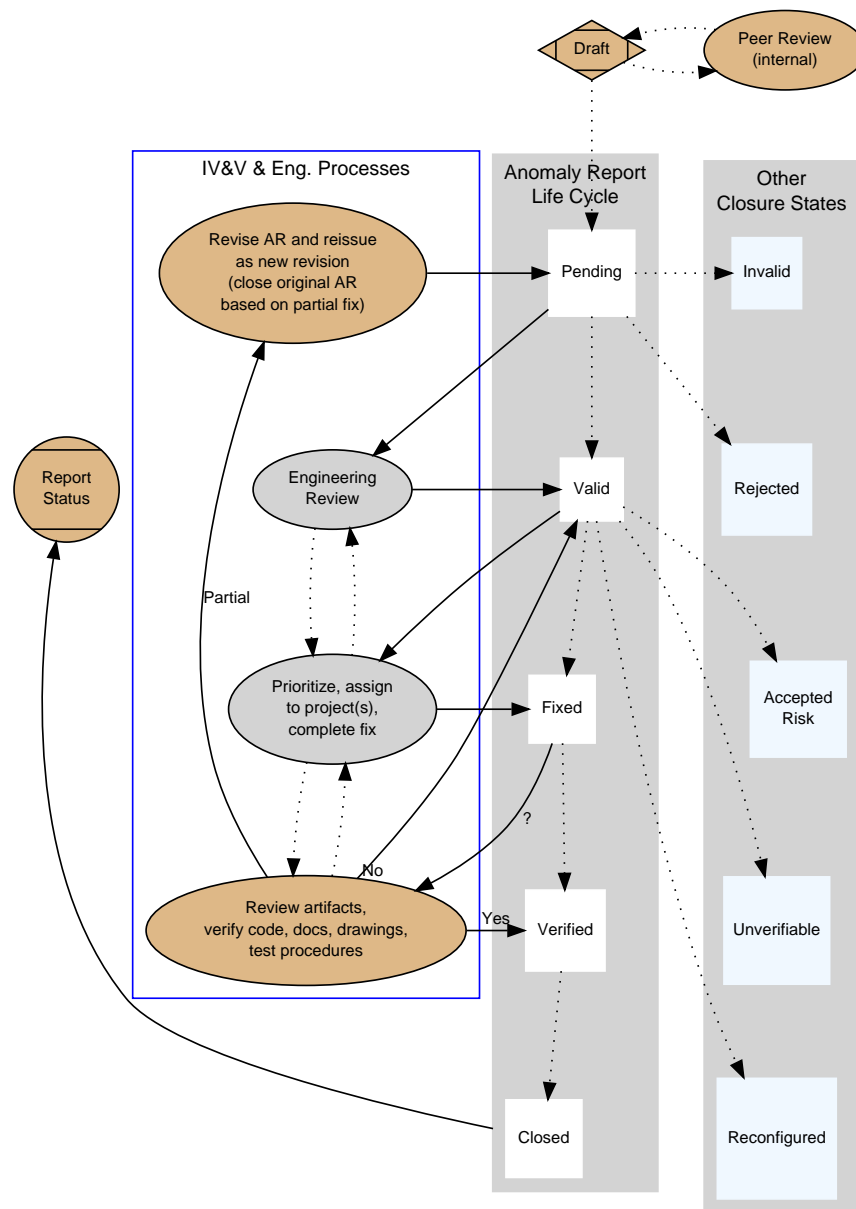 Draft
Peer Review
(internal)
IV&V & Eng. Processes
Anomaly Report
Life Cycle
Other
Closure States
Revise AR and reissue
as new revision
(close original AR
based on partial fix)
Pending
Invalid
Report
Status
Engineering
Review
Valid
Rejected
Partial
Prioritize, assign
to project(s),
complete fix
Fixed
Accepted
Risk
?
No
Review artifacts,
verify code, docs, drawings,
test procedures
Yes
Verified
Unverifiable
Closed
Reconfigured